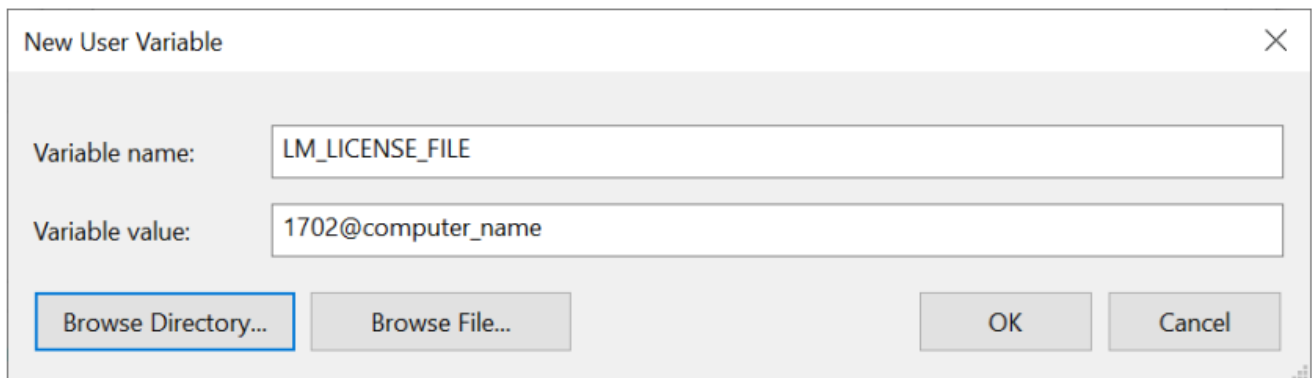 New User Variable
Variable name: LM_LICENSE_FILE
Variable value: 1702@computer_name
Browse Directory... Browse File... OK Cancel